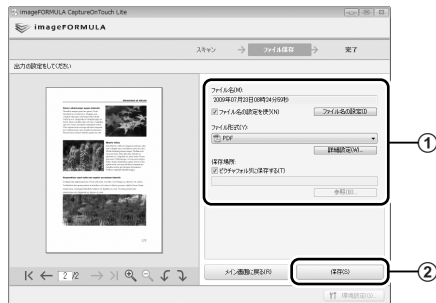 imageFORMULA CaptureOnTouch Lite
imageFORMULA
スキャン
ファイル保存
完了
出力の設定をしてください
ファイル名(M):
2009年07月23日08時24分59秒
ファイル名の設定を使う(N)
ファイル名の設定(I)
ファイル形式(Y):
PDF
詳細設定(W)...
保存場所:
ピクチャフォルダに保存する(T)
参照(B)...
2 /2
メイン画面に戻る(R)
保存(S)
環境設定(O)...
①
②